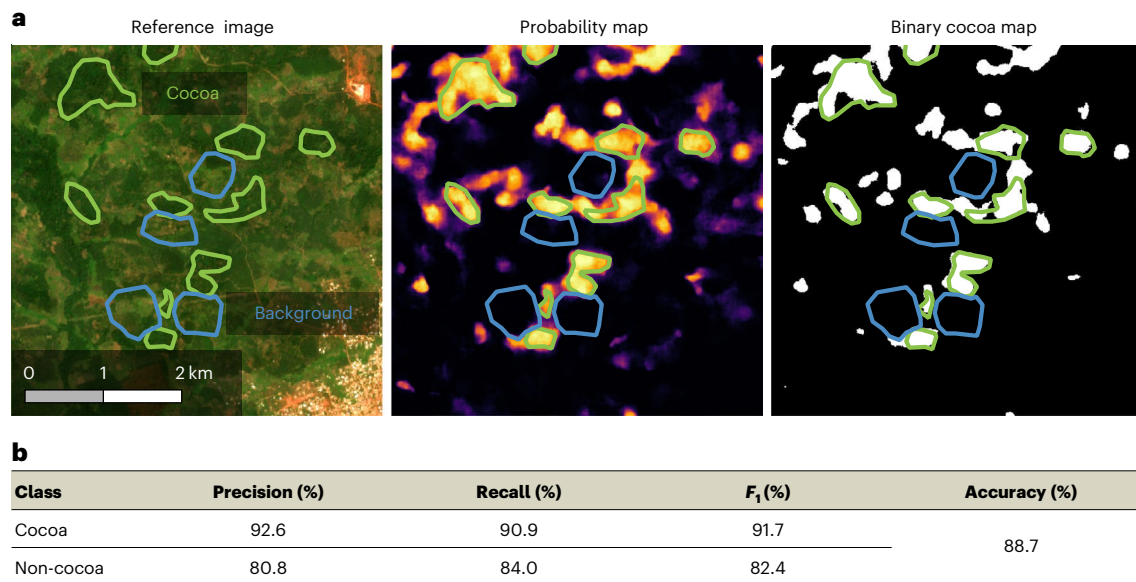 a
Reference image
Probability map
Binary cocoa map
Cocoa
Background
0 1 2 km
b
Class Precision (%) Recall (%) F1 (%) Accuracy (%)
Cocoa 92.6 90.9 91.7 88.7
Non-cocoa 80.8 84.0 82.4